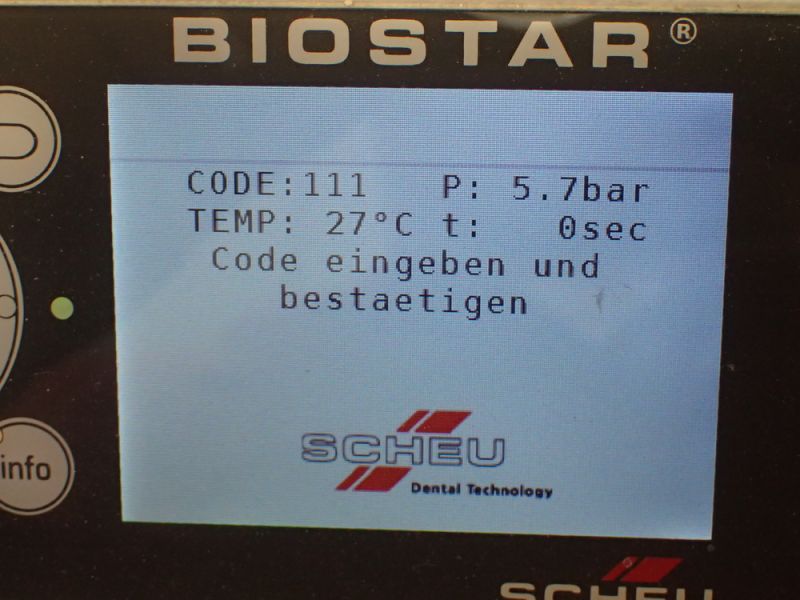 BIOSTAR®
CODE:111 P: 5.7bar
TEMP: 27°C t: 0sec
Code eingeben und
bestaetigen
info
SCHEU
Dental Technology
SCHEU